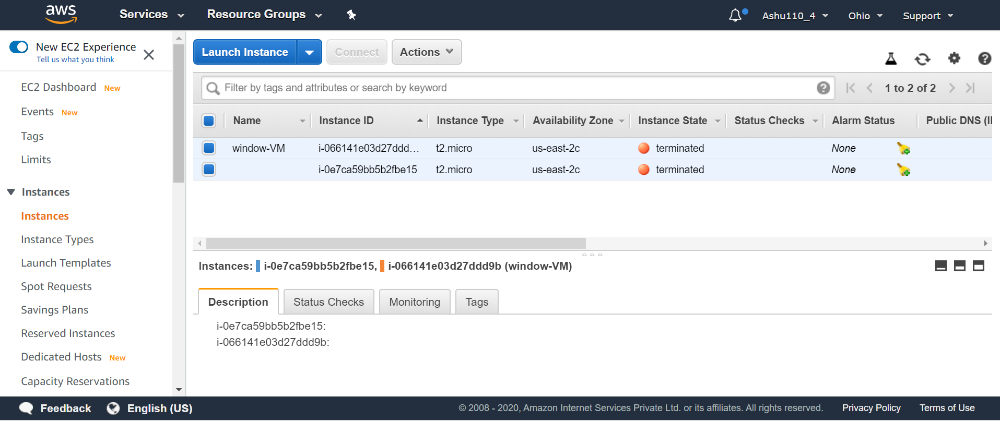 aws Services Resource Groups Ashu110_4 Ohio Support
New EC2 Experience
Tell us what you think
EC2 Dashboard New
Events New
Tags
Limits
Instances
Instances
Instance Types
Launch Templates
Spot Requests
Savings Plans
Reserved Instances
Dedicated Hosts New
Capacity Reservations
Launch Instance Connect Actions
Filter by tags and attributes or search by keyword 1 to 2 of 2
Name Instance ID Instance Type Availability Zone Instance State Status Checks Alarm Status Public DNS (I
window-VM i-066141e03d27ddd... t2.micro us-east-2c terminated None
i-0e7ca59bb5b2fbe15 t2.micro us-east-2c terminated None
Instances: i-0e7ca59bb5b2fbe15, i-066141e03d27ddd9b (window-VM)
Description Status Checks Monitoring Tags
i-0e7ca59bb5b2fbe15:
i-066141e03d27ddd9b:
Feedback English (US) © 2008 - 2020, Amazon Internet Services Private Ltd. or its affiliates. All rights reserved. Privacy Policy Terms of Use